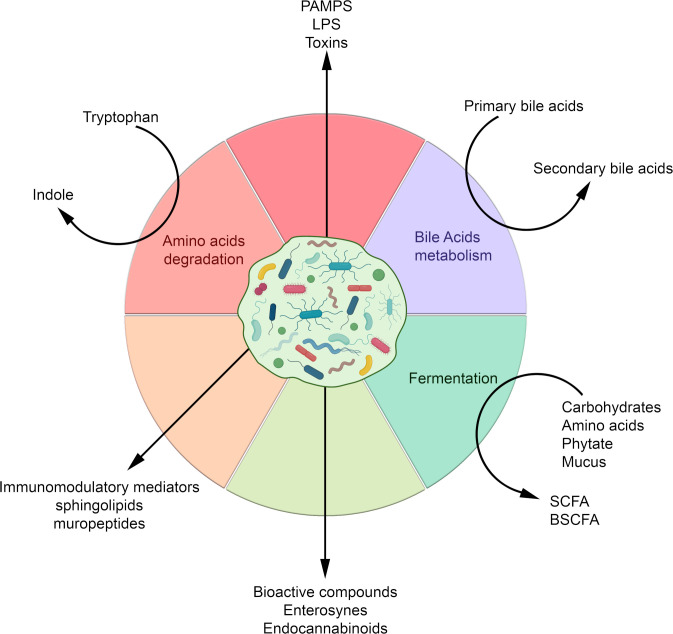 PAMPS
LPS
Toxins
Tryptophan
Indole
Amino acids
degradation
Primary bile acids
Secondary bile acids
Bile Acids
metabolism
Fermentation
Carbohydrates
Amino acids
Phytate
Mucus
SCFA
BSCFA
Immunomodulatory mediators
sphingolipids
muropeptides
Bioactive compounds
Enterosynes
Endocannabinoids